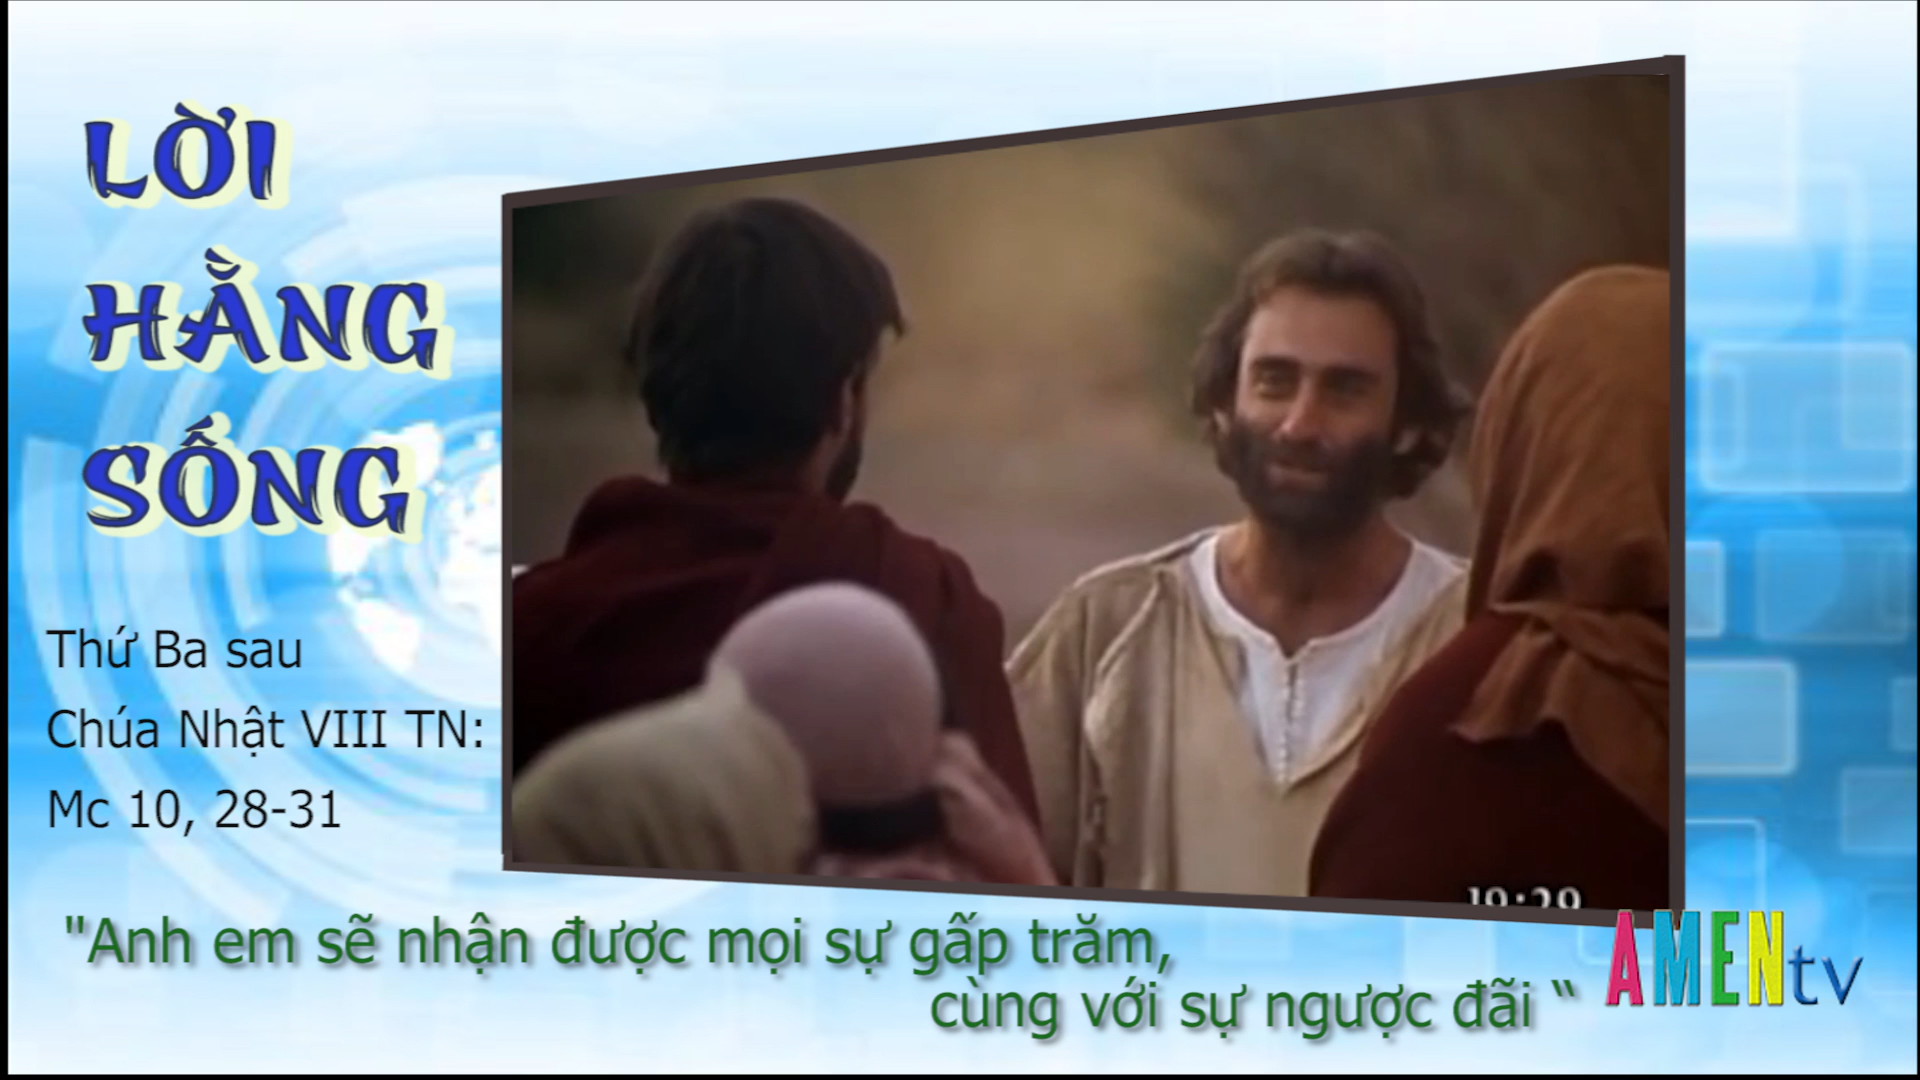 LỜI
HẰNG
SỐNG
Thứ Ba sau
Chúa Nhật VIII TN:
Mc 10, 28-31
19:29
"Anh em sẽ nhận được mọi sự gấp trăm,
cùng với sự ngược đãi “
AMENtv